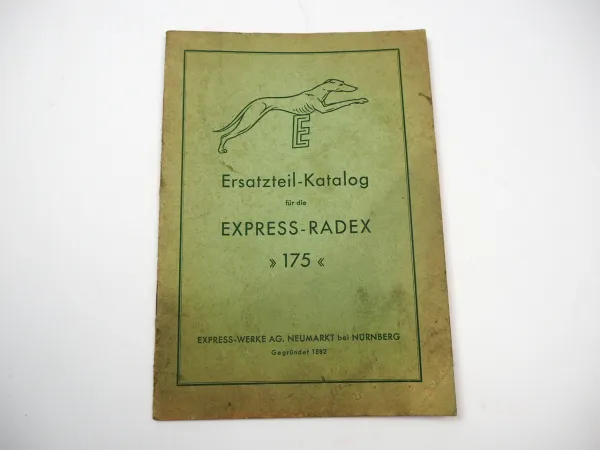 E
Ersatzteil-Katalog
für die
EXPRESS-RADEX
» 175 «
EXPRESS-WERKE AG. NEUMARKT bei NÜRNBERG
Gegründet 1882